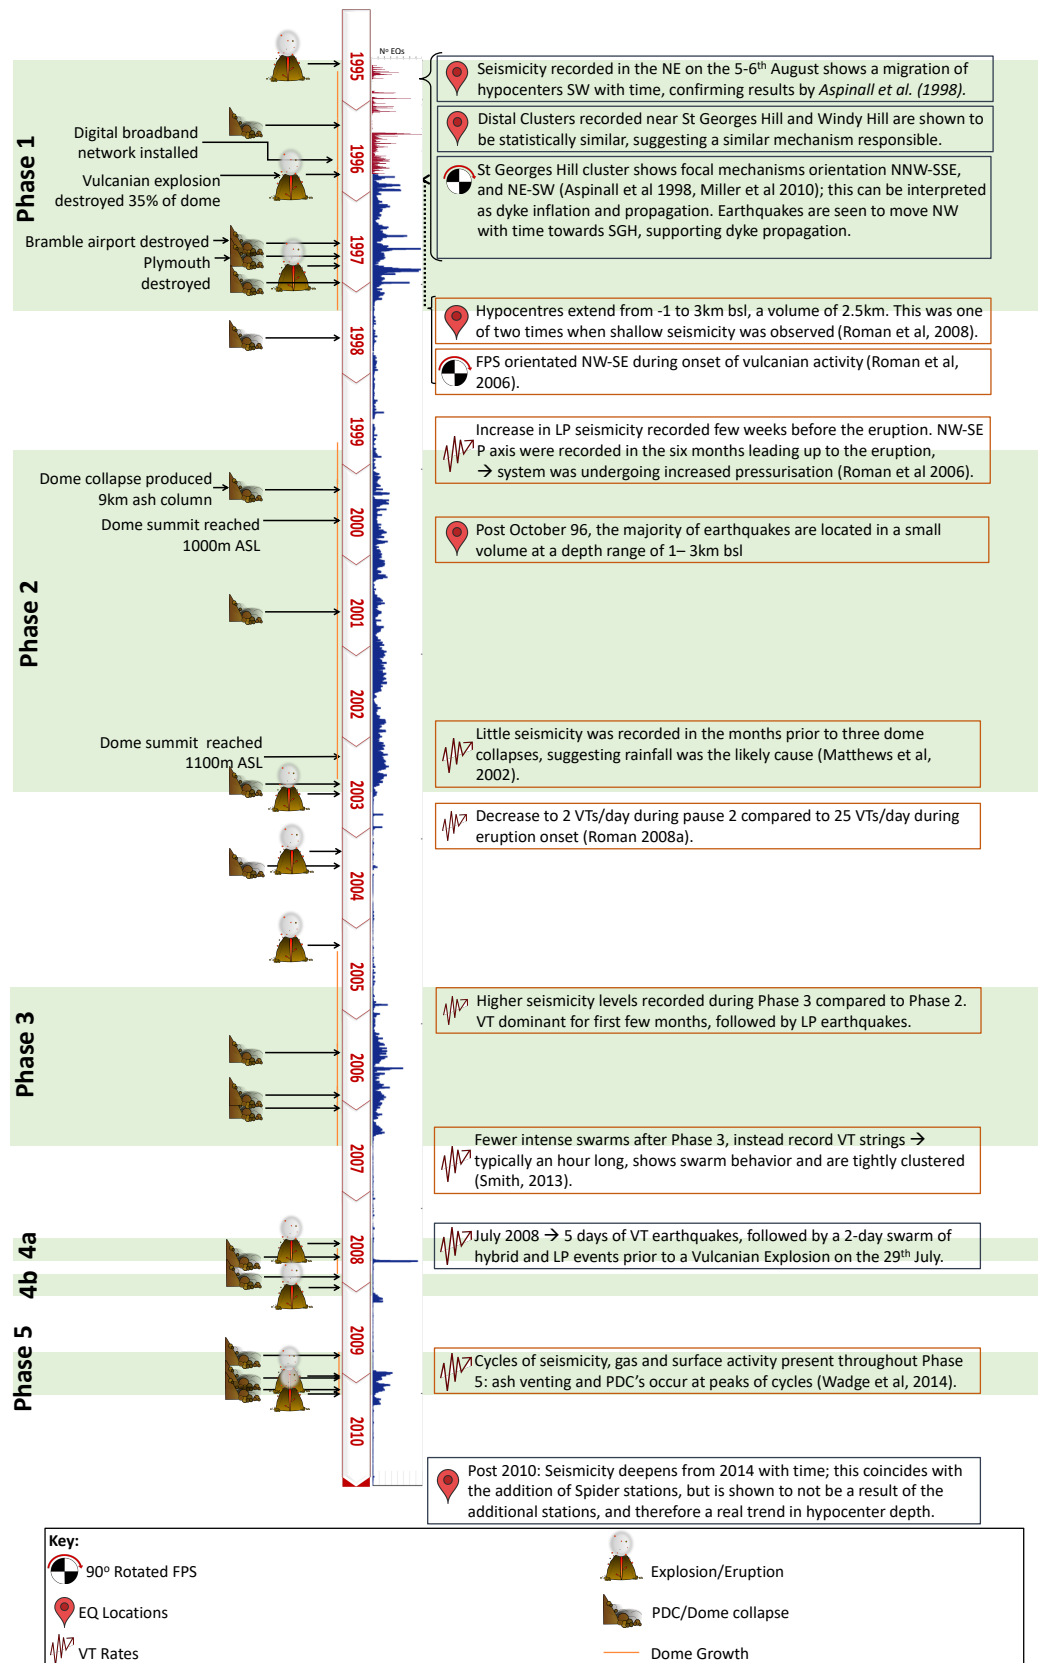 Nº EQs
1995
1996
1997
1998
1999
2000
2001
2002
2003
2004
2005
2006
2007
2008
2009
2010
Phase 1
Digital broadband
network installed
Vulcanian explosion
destroyed 35% of dome
Bramble airport destroyed
Plymouth
destroyed
Seismicity recorded in the NE on the 5-6th August shows a migration of
hypocenters SW with time, confirming results by Aspinall et al. (1998).
Distal Clusters recorded near St Georges Hill and Windy Hill are shown to
be statistically similar, suggesting a similar mechanism responsible.
St Georges Hill cluster shows focal mechanisms orientation NNW-SSE,
and NE-SW (Aspinall et al 1998, Miller et al 2010); this can be interpreted
as dyke inflation and propagation. Earthquakes are seen to move NW
with time towards SGH, supporting dyke propagation.
Hypocentres extend from -1 to 3km bsl, a volume of 2.5km. This was one
of two times when shallow seismicity was observed (Roman et al, 2008).
FPS orientated NW-SE during onset of vulcanian activity (Roman et al,
2006).
Increase in LP seismicity recorded few weeks before the eruption. NW-SE
P axis were recorded in the six months leading up to the eruption,
→ system was undergoing increased pressurisation (Roman et al 2006).
Phase 2
Dome collapse produced
9km ash column
Dome summit reached
1000m ASL
Dome summit reached
1100m ASL
Post October 96, the majority of earthquakes are located in a small
volume at a depth range of 1– 3km bsl
Little seismicity was recorded in the months prior to three dome
collapses, suggesting rainfall was the likely cause (Matthews et al,
2002).
Decrease to 2 VTs/day during pause 2 compared to 25 VTs/day during
eruption onset (Roman 2008a).
Phase 3
Higher seismicity levels recorded during Phase 3 compared to Phase 2.
VT dominant for first few months, followed by LP earthquakes.
Fewer intense swarms after Phase 3, instead record VT strings →
typically an hour long, shows swarm behavior and are tightly clustered
(Smith, 2013).
4a
July 2008 → 5 days of VT earthquakes, followed by a 2-day swarm of
hybrid and LP events prior to a Vulcanian Explosion on the 29th July.
4b
Phase 5
Cycles of seismicity, gas and surface activity present throughout Phase
5: ash venting and PDC's occur at peaks of cycles (Wadge et al, 2014).
Post 2010: Seismicity deepens from 2014 with time; this coincides with
the addition of Spider stations, but is shown to not be a result of the
additional stations, and therefore a real trend in hypocenter depth.
Key:
90º Rotated FPS
EQ Locations
VT Rates
Explosion/Eruption
PDC/Dome collapse
Dome Growth